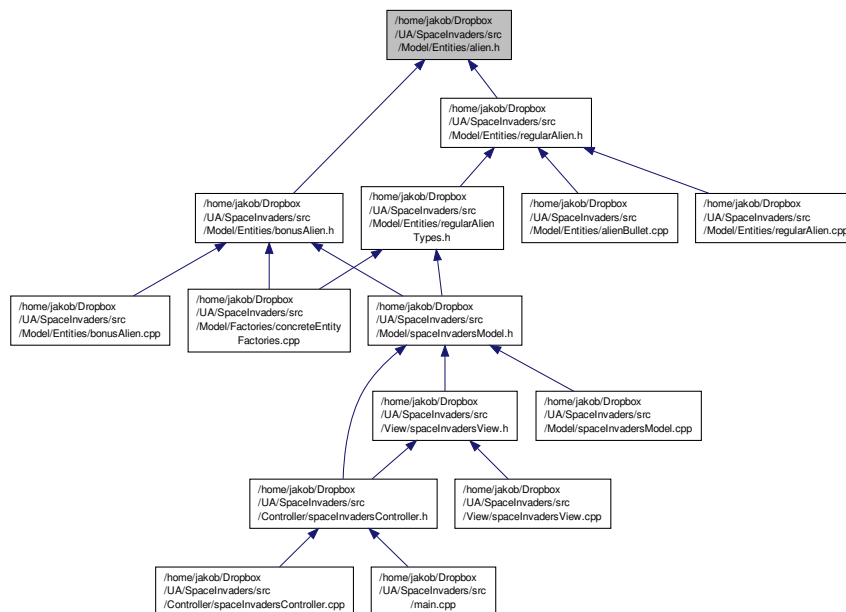 /home/jakob/Dropbox
/UA/SpaceInvaders/src
/Model/Entities/alien.h
/home/jakob/Dropbox
/UA/SpaceInvaders/src
/Model/Entities/regularAlien.h
/home/jakob/Dropbox
/UA/SpaceInvaders/src
/Model/Entities/bonusAlien.h
/home/jakob/Dropbox
/UA/SpaceInvaders/src
/Model/Entities/regularAlien
Types.h
/home/jakob/Dropbox
/UA/SpaceInvaders/src
/Model/Entities/alienBullet.cpp
/home/jakob/Dropbox
/UA/SpaceInvaders/src
/Model/Entities/regularAlien.cpp
/home/jakob/Dropbox
/UA/SpaceInvaders/src
/Model/Entities/bonusAlien.cpp
/home/jakob/Dropbox
/UA/SpaceInvaders/src
/Model/Factories/concreteEntity
Factories.cpp
/home/jakob/Dropbox
/UA/SpaceInvaders/src
/Model/spaceInvadersModel.h
/home/jakob/Dropbox
/UA/SpaceInvaders/src
/View/spaceInvadersView.h
/home/jakob/Dropbox
/UA/SpaceInvaders/src
/Model/spaceInvadersModel.cpp
/home/jakob/Dropbox
/UA/SpaceInvaders/src
/Controller/spaceInvadersController.h
/home/jakob/Dropbox
/UA/SpaceInvaders/src
/View/spaceInvadersView.cpp
/home/jakob/Dropbox
/UA/SpaceInvaders/src
/Controller/spaceInvadersController.cpp
/home/jakob/Dropbox
/UA/SpaceInvaders/src
/main.cpp